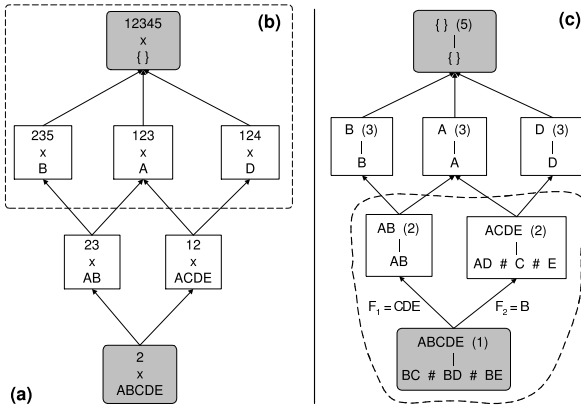 12345
x
{ }
(b)
235
x
B
123
x
A
124
x
D
23
x
AB
12
x
ACDE
2
x
ABCDE
(a)
{ } (5)
{ }
(c)
B (3)
B
A (3)
A
D (3)
D
AB (2)
AB
ACDE (2)
AD # C # E
F₁ = CDE
F₂ = B
ABCDE (1)
BC # BD # BE